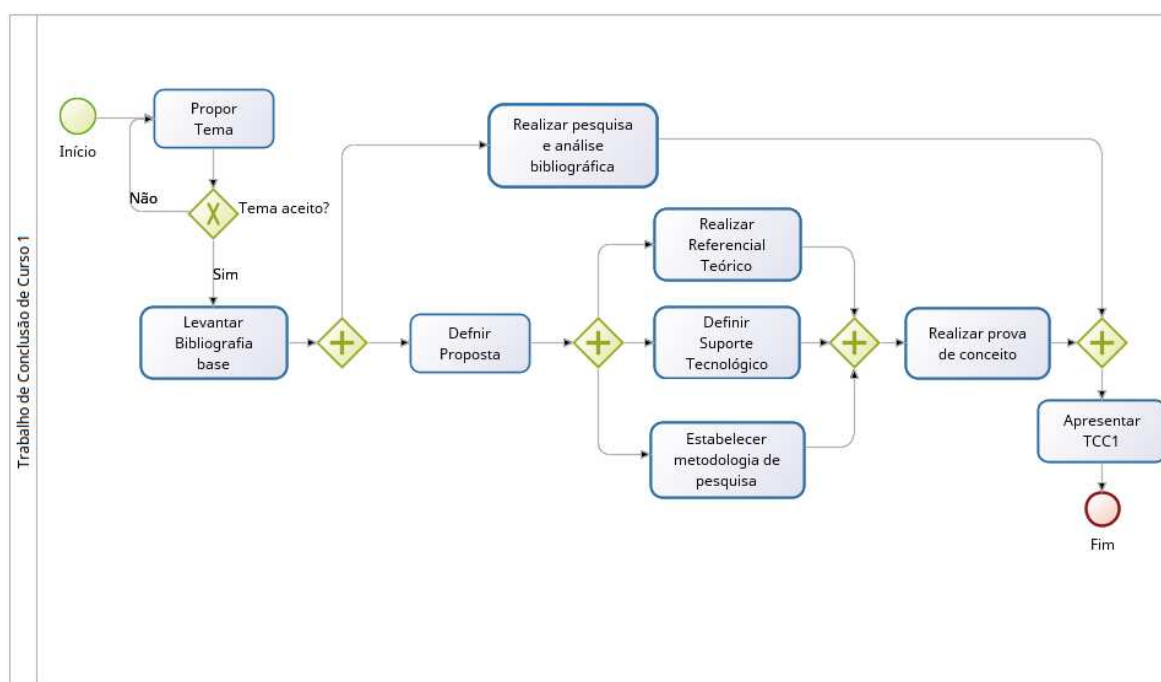 Trabalho de Conclusão de Curso 1
Início
Propor
Tema
Não
Tema aceito?
Sim
Levantar
Bibliografia
base
Realizar pesquisa
e análise
bibliográfica
Defnir
Proposta
Realizar
Referencial
Teórico
Definir
Suporte
Tecnológico
Estabelecer
metodologia de
pesquisa
Realizar prova
de conceito
Apresentar
TCC1
Fim